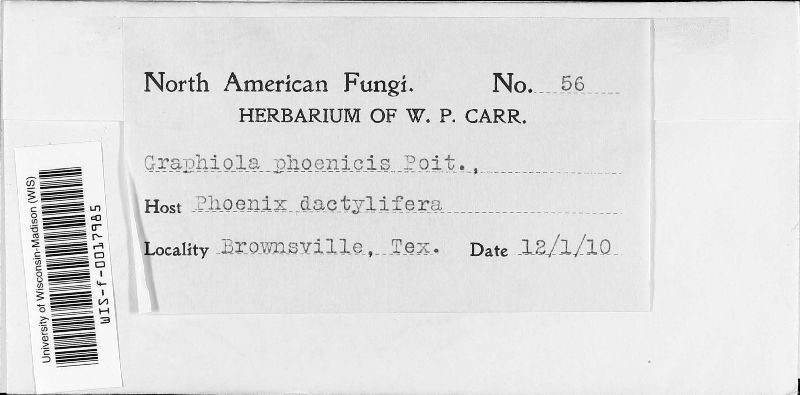 North American Fungi. No. 56
HERBARIUM OF W. P. CARR.
Graphiola phoenicis Poit.,
Host Phoenix dactylifera
Locality Brownsville, Tex. Date 12/1/10
University of Wisconsin-Madison (WIS)
WIS-f-0017985